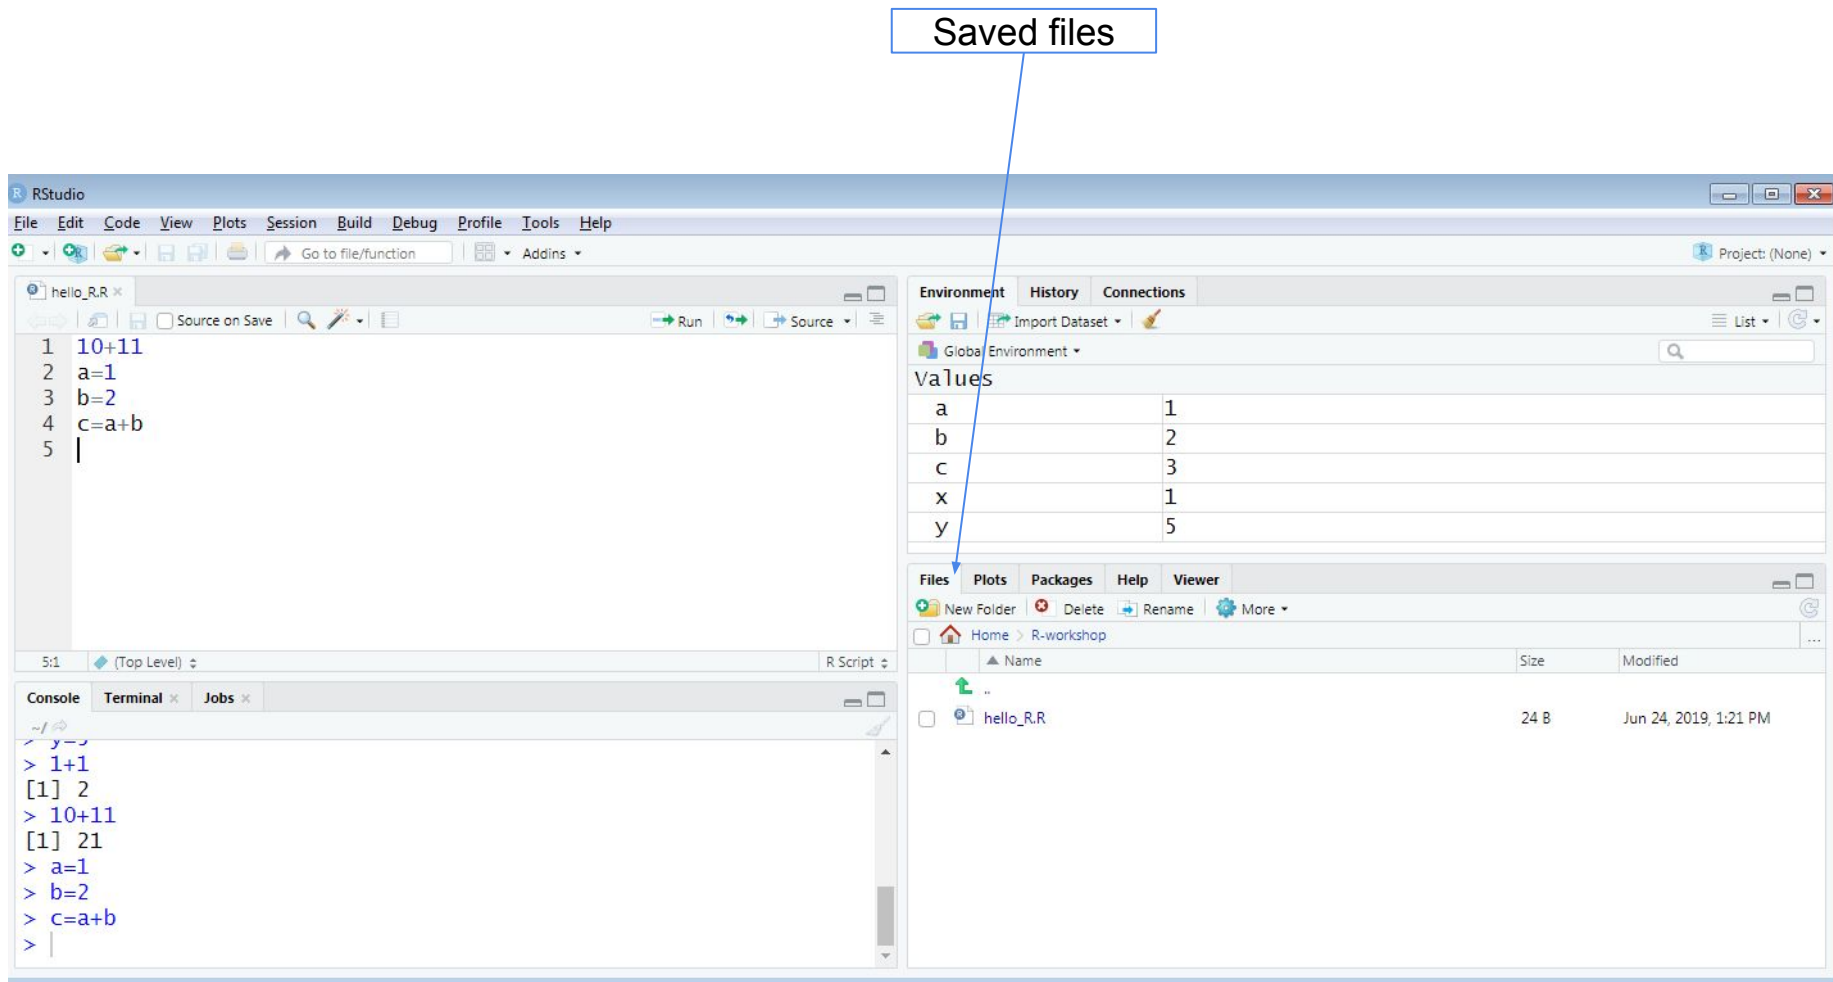 Saved files
RStudio
File Edit Code View Plots Session Build Debug Profile Tools Help
Go to file/function Addins Project: (None)
hello_R.R
Source on Save Run Source
1 10+11
2 a=1
3 b=2
4 c=a+b
5
5:1 (Top Level) R Script
Console Terminal Jobs
~/
> y=5
> 1+1
[1] 2
> 10+11
[1] 21
> a=1
> b=2
> c=a+b
>
Environment History Connections
Import Dataset List
Global Environment
Values
a 1
b 2
c 3
x 1
y 5
Files Plots Packages Help Viewer
New Folder Delete Rename More
Home > R-workshop ...
Name Size Modified
..
hello_R.R 24 B Jun 24, 2019, 1:21 PM